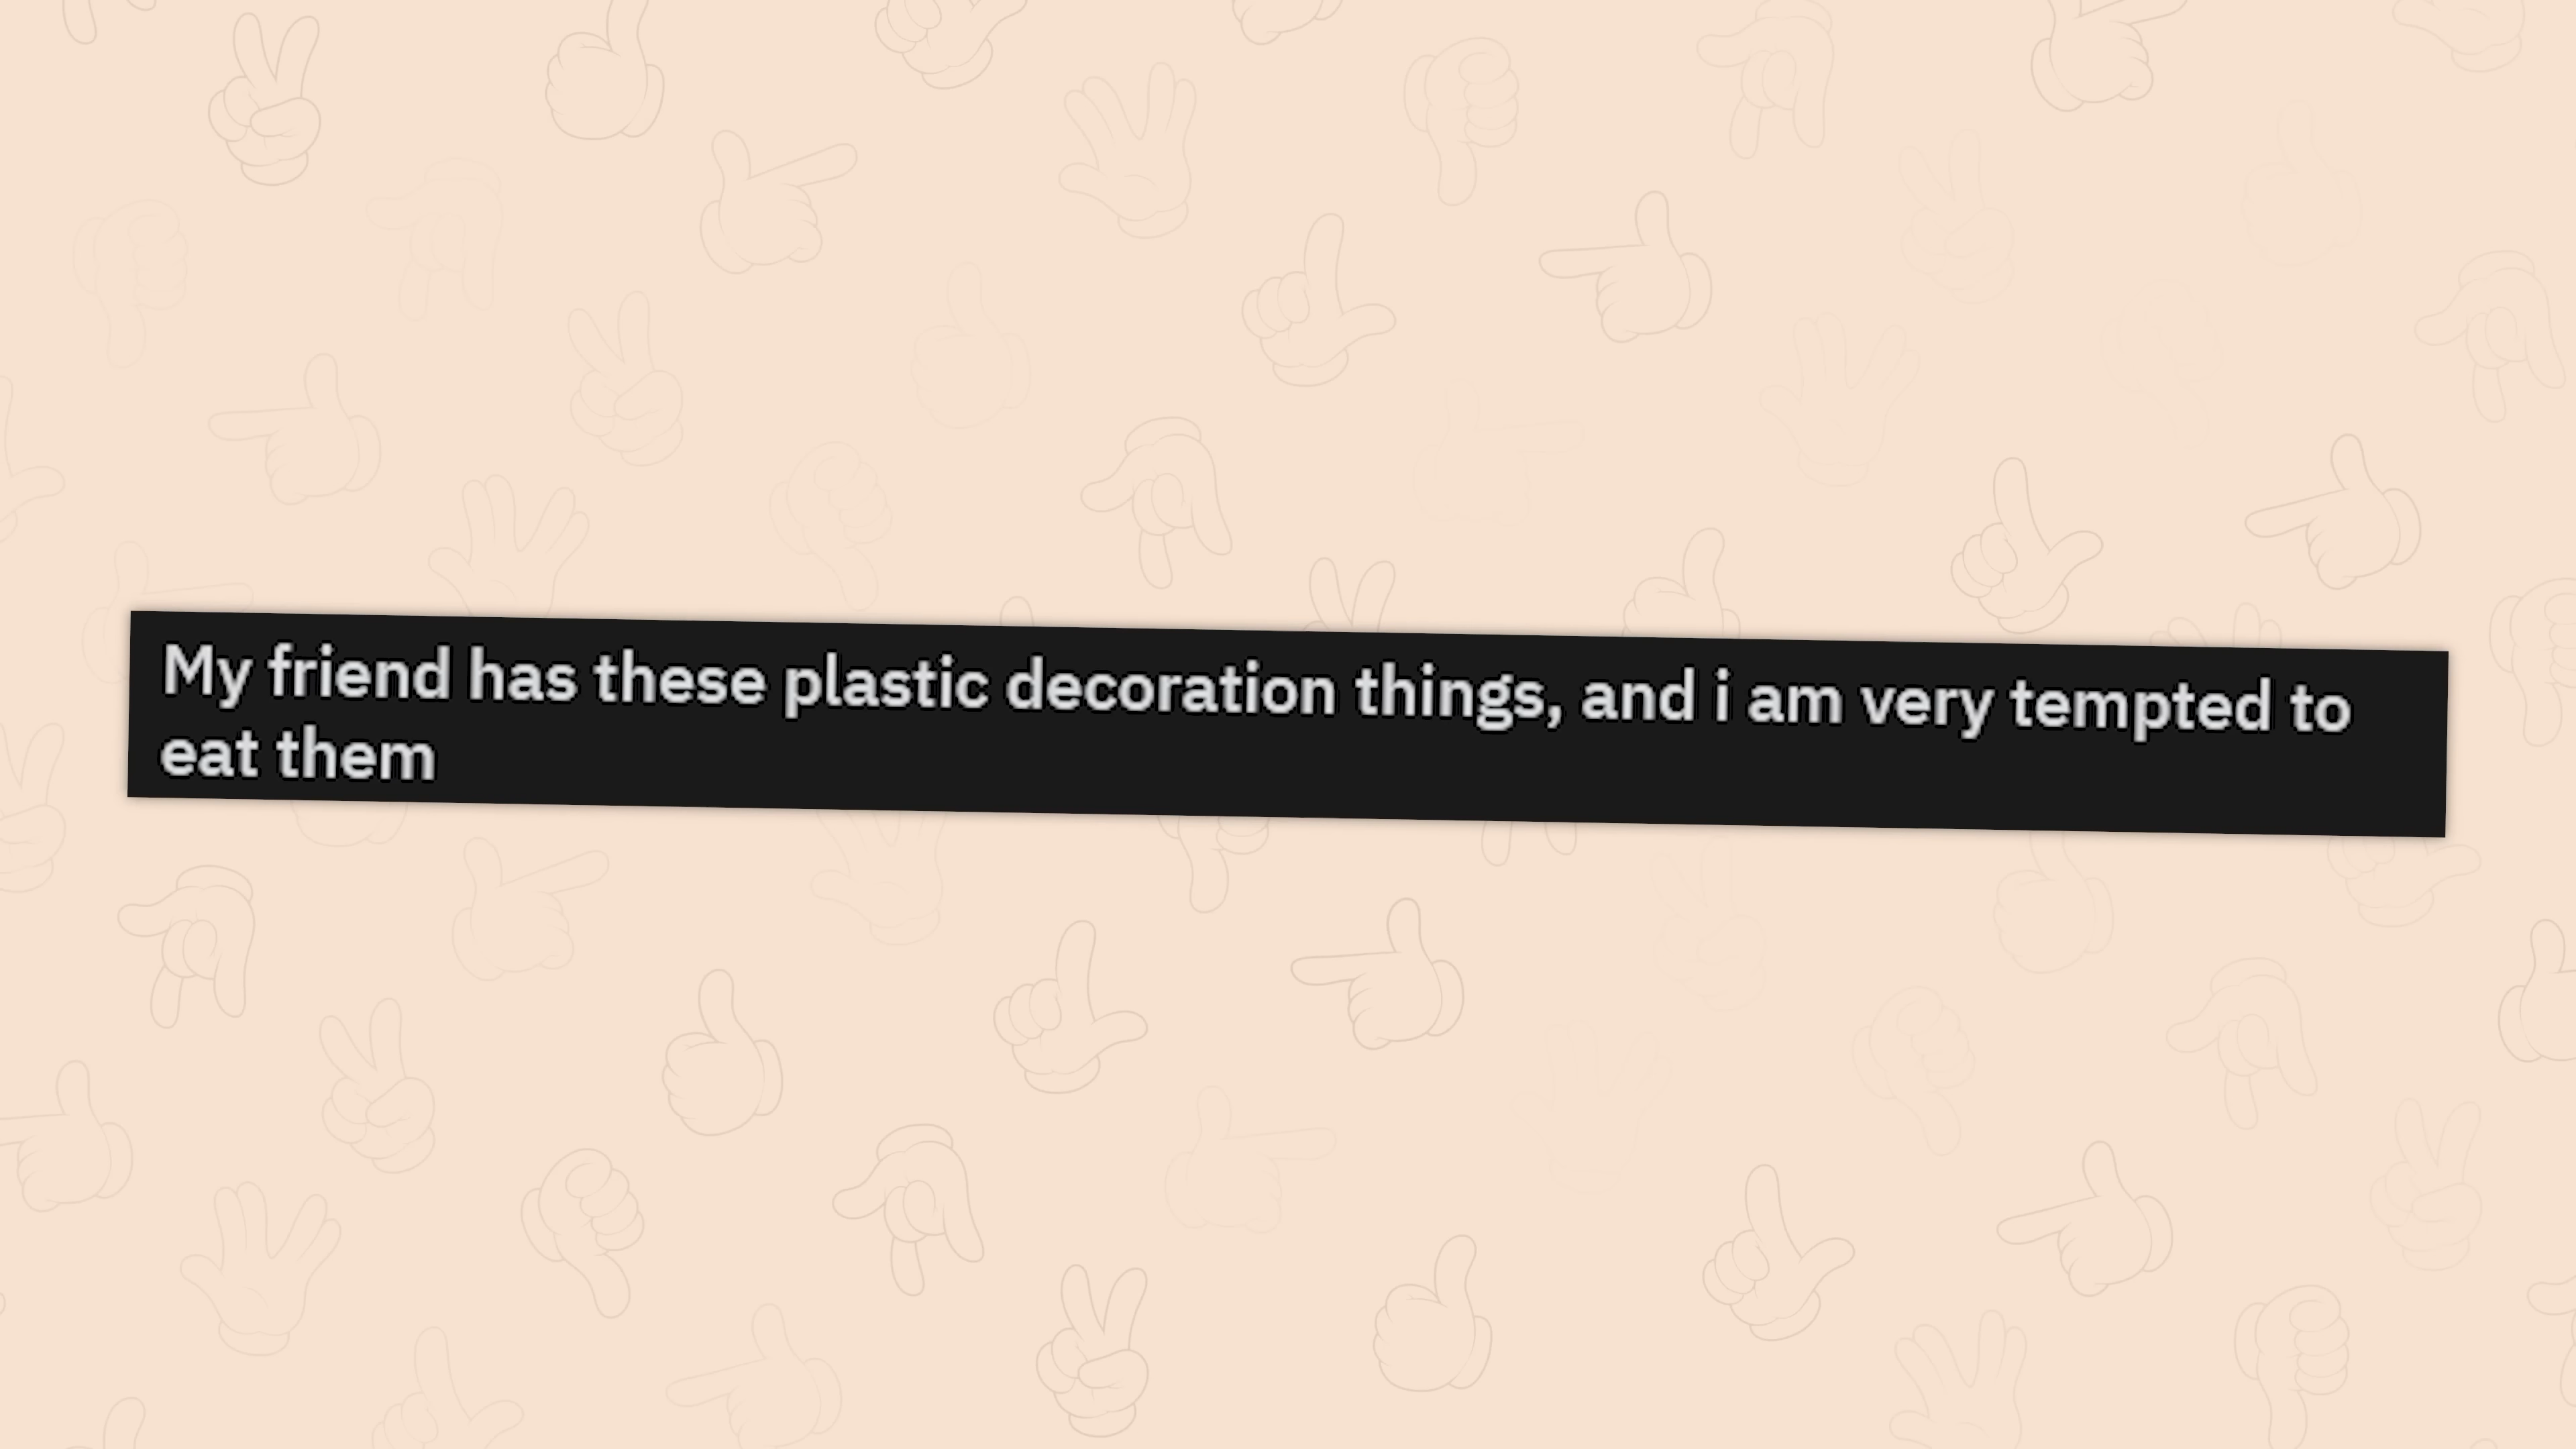 My friend has these plastic decoration things, and i am very tempted to
eat them